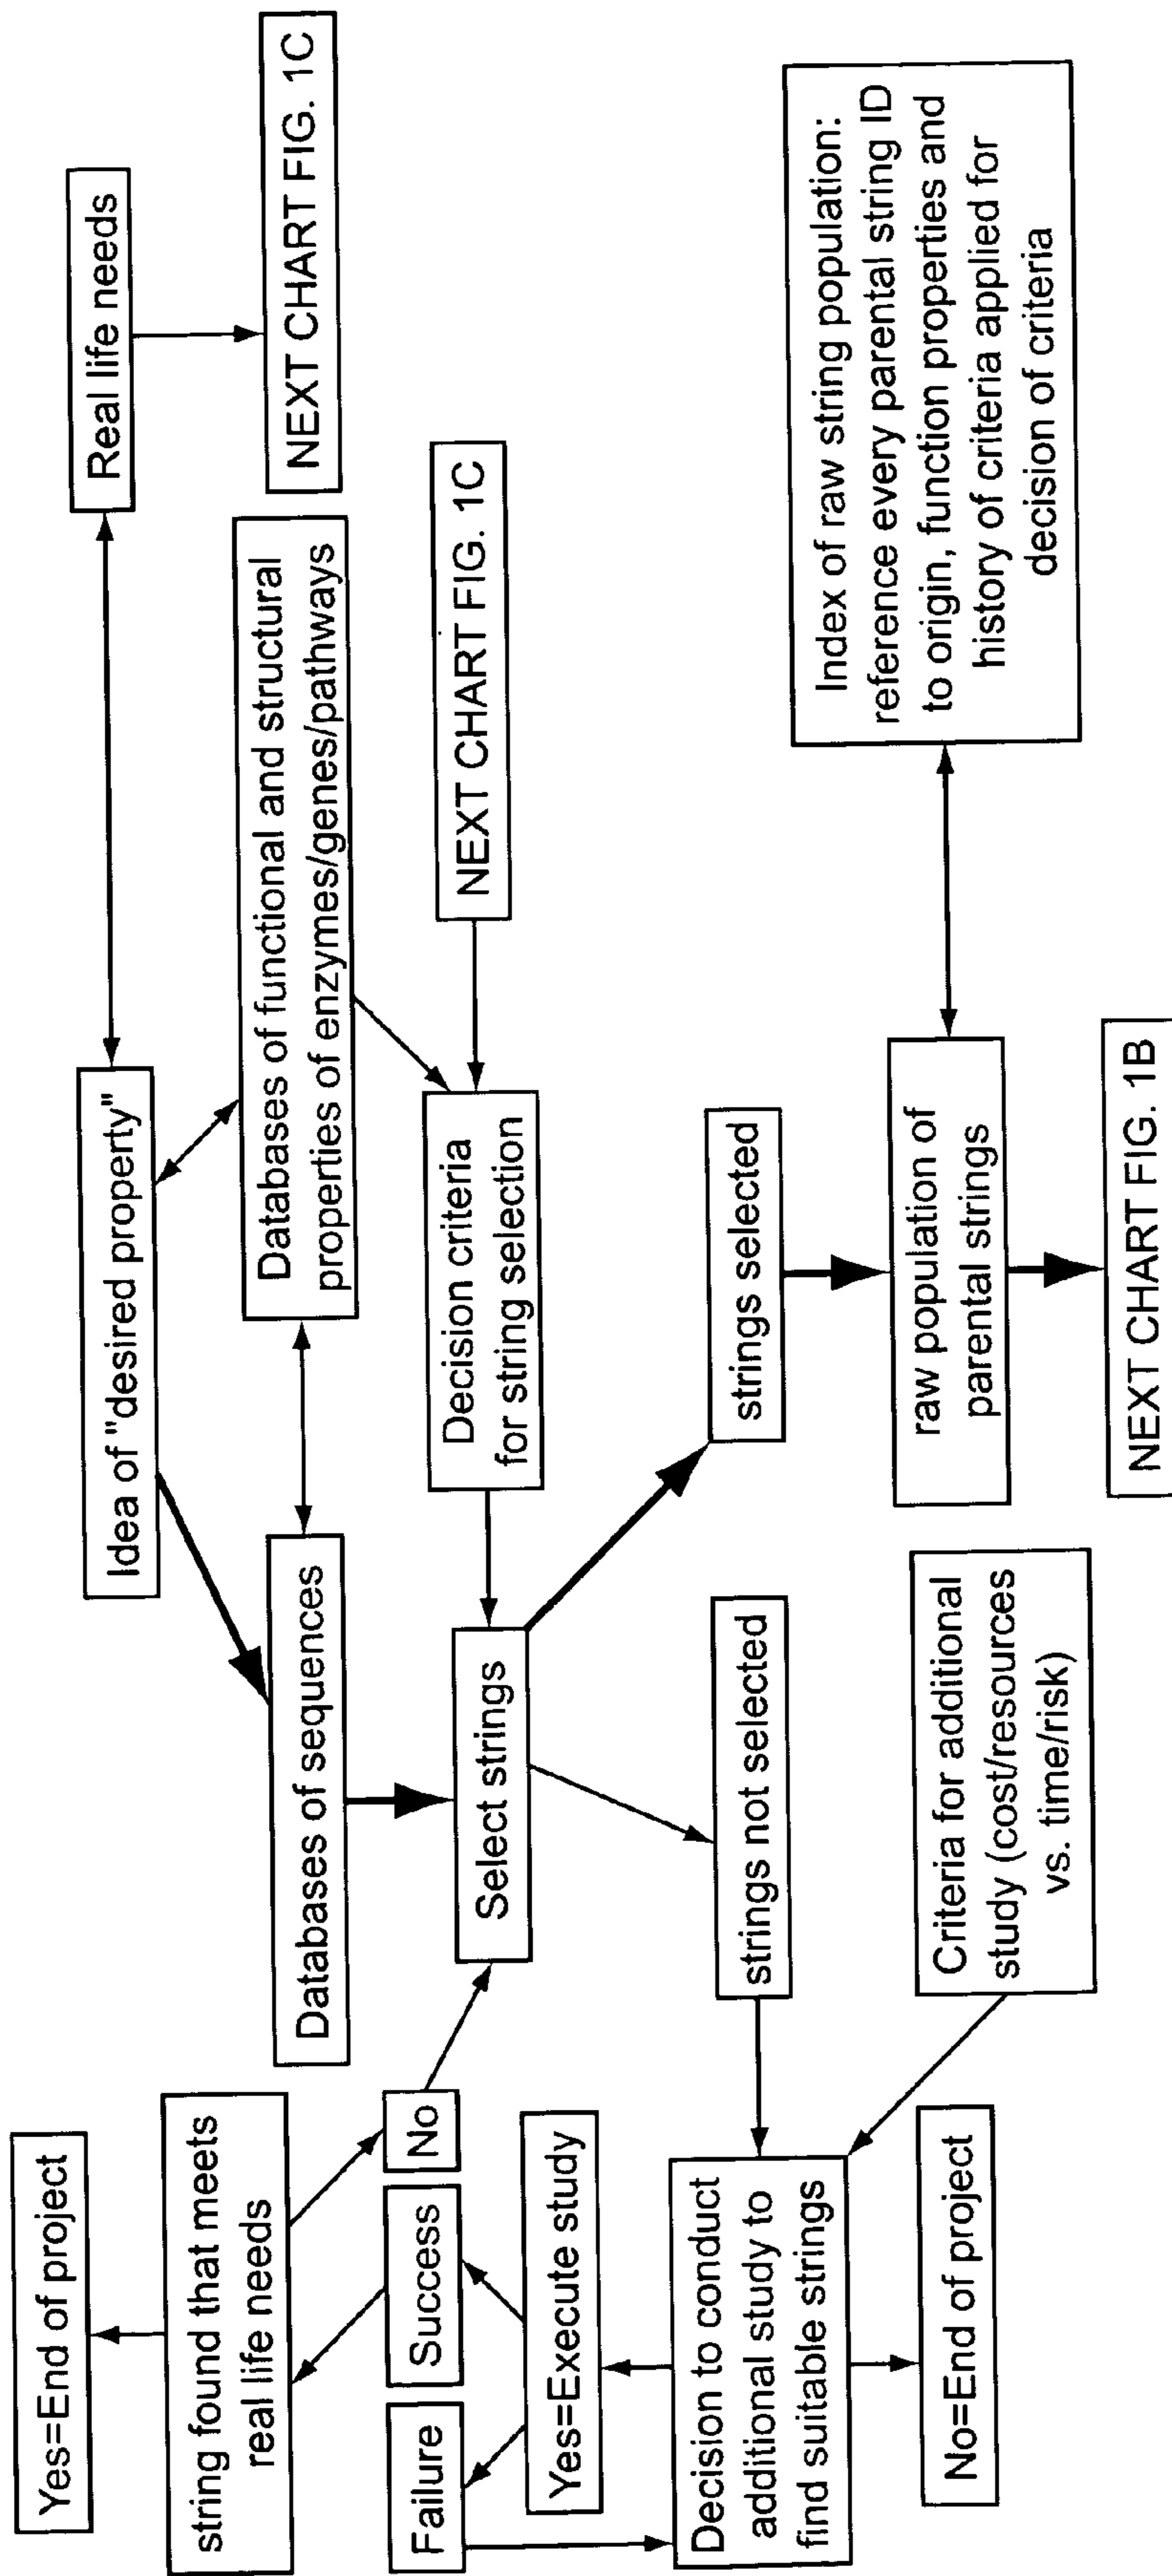 Yes=End of project
string found that meets
real life needs
Failure
Success
No
Yes=Execute study
Decision to conduct
additional study to
find suitable strings
No=End of project
Idea of "desired property"
Real life needs
NEXT CHART FIG. 1C
Databases of sequences
Databases of functional and structural
properties of enzymes/genes/pathways
Select strings
Decision criteria
for string selection
NEXT CHART FIG. 1C
strings not selected
strings selected
Criteria for additional
study (cost/resources
vs. time/risk)
raw population of
parental strings
Index of raw string population:
reference every parental string ID
to origin, function properties and
history of criteria applied for
decision of criteria
NEXT CHART FIG. 1B